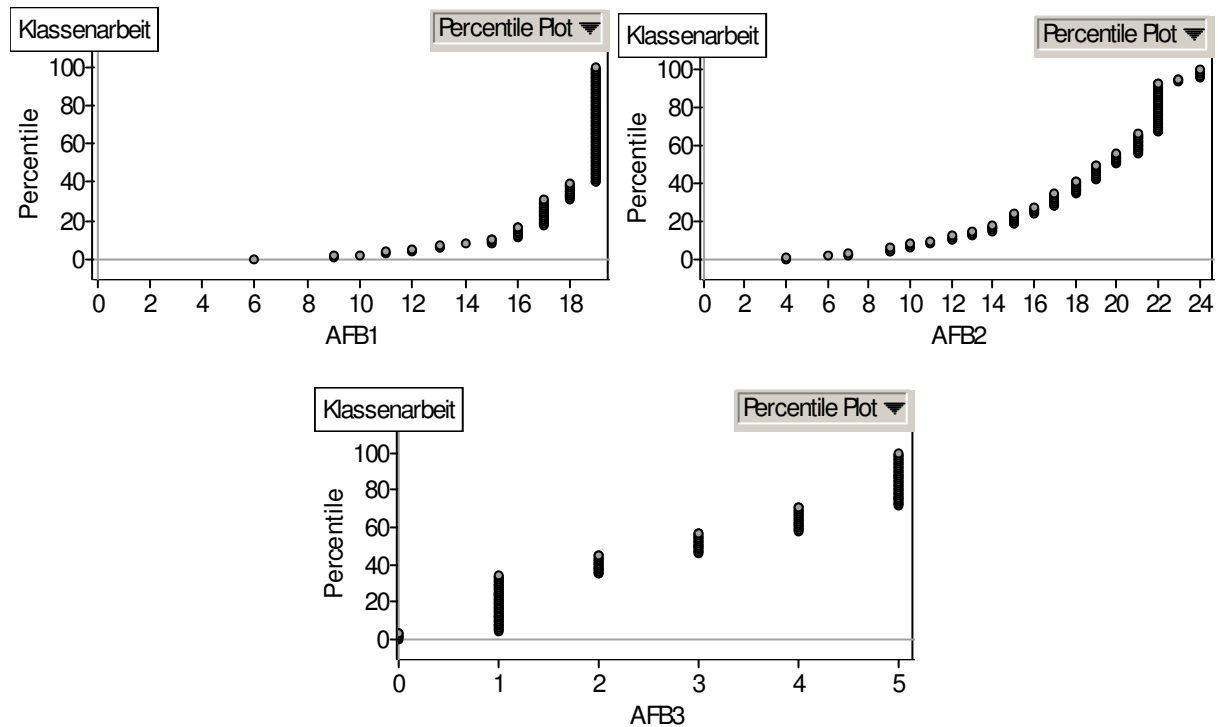 Klassenarbeit
Percentile Plot
100
80
60
40
20
0
Percentile
0 2 4 6 8 10 12 14 16 18
AFB1
Klassenarbeit
Percentile Plot
100
80
60
40
20
0
Percentile
0 2 4 6 8 10 12 14 16 18 20 22 24
AFB2
Klassenarbeit
Percentile Plot
100
80
60
40
20
0
Percentile
0 1 2 3 4 5
AFB3